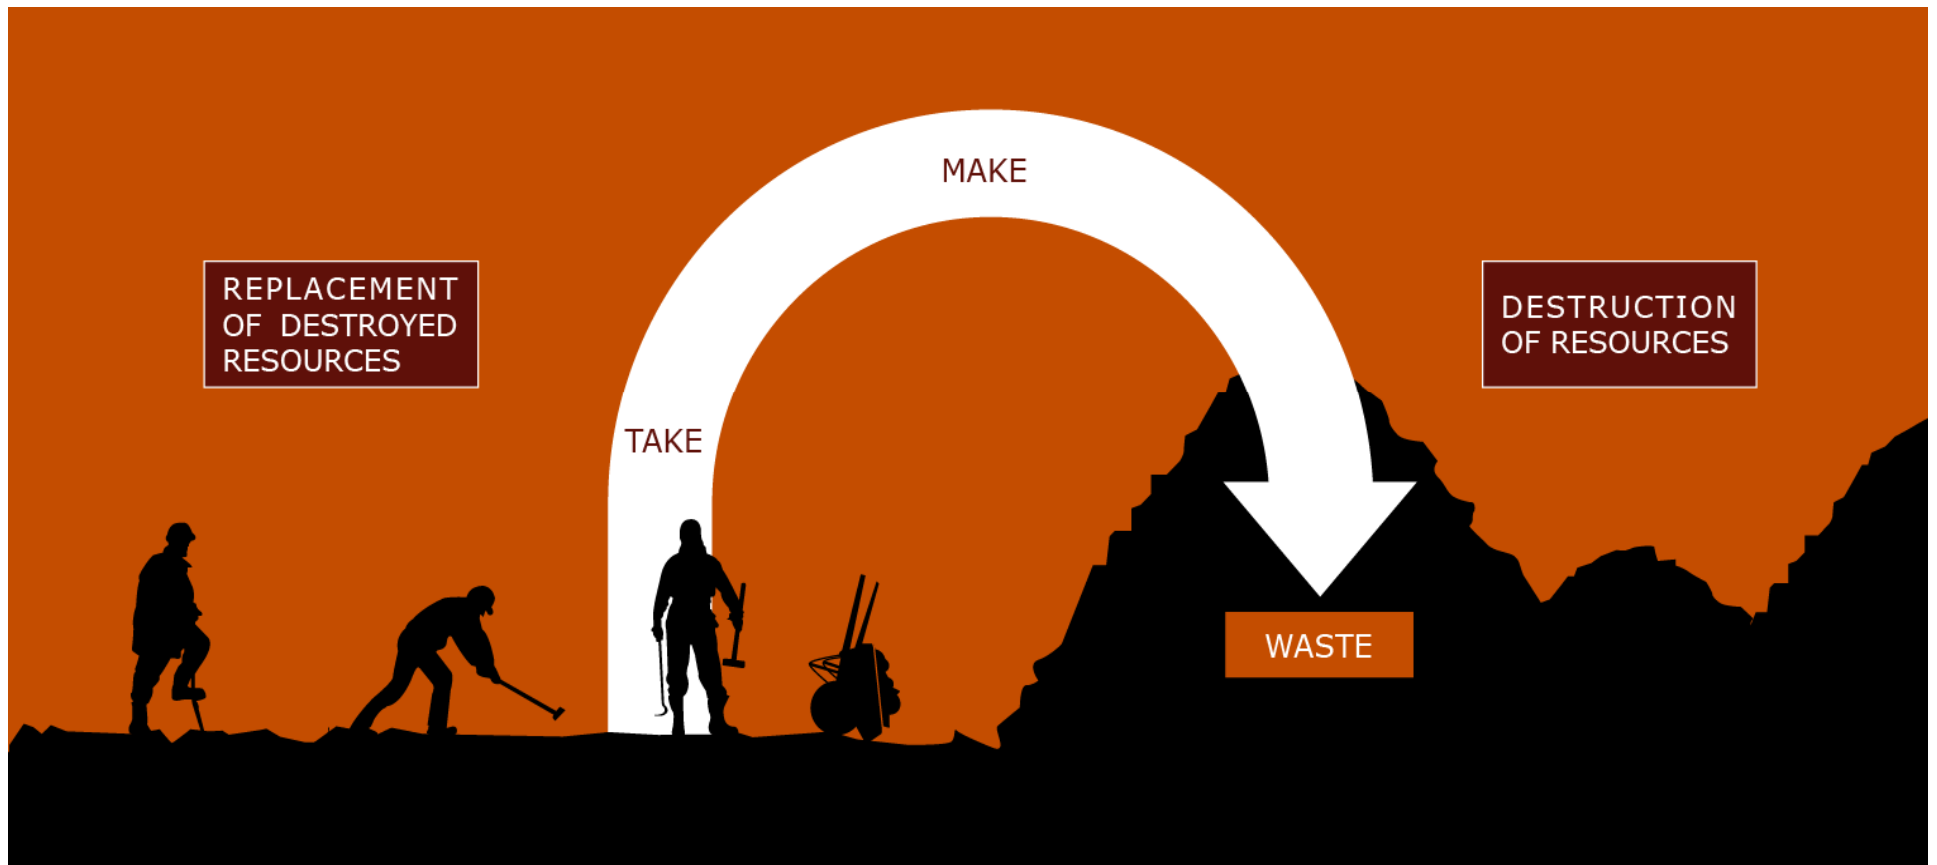 MAKE
REPLACEMENT
OF DESTROYED
RESOURCES
DESTRUCTION
OF RESOURCES
TAKE
WASTE